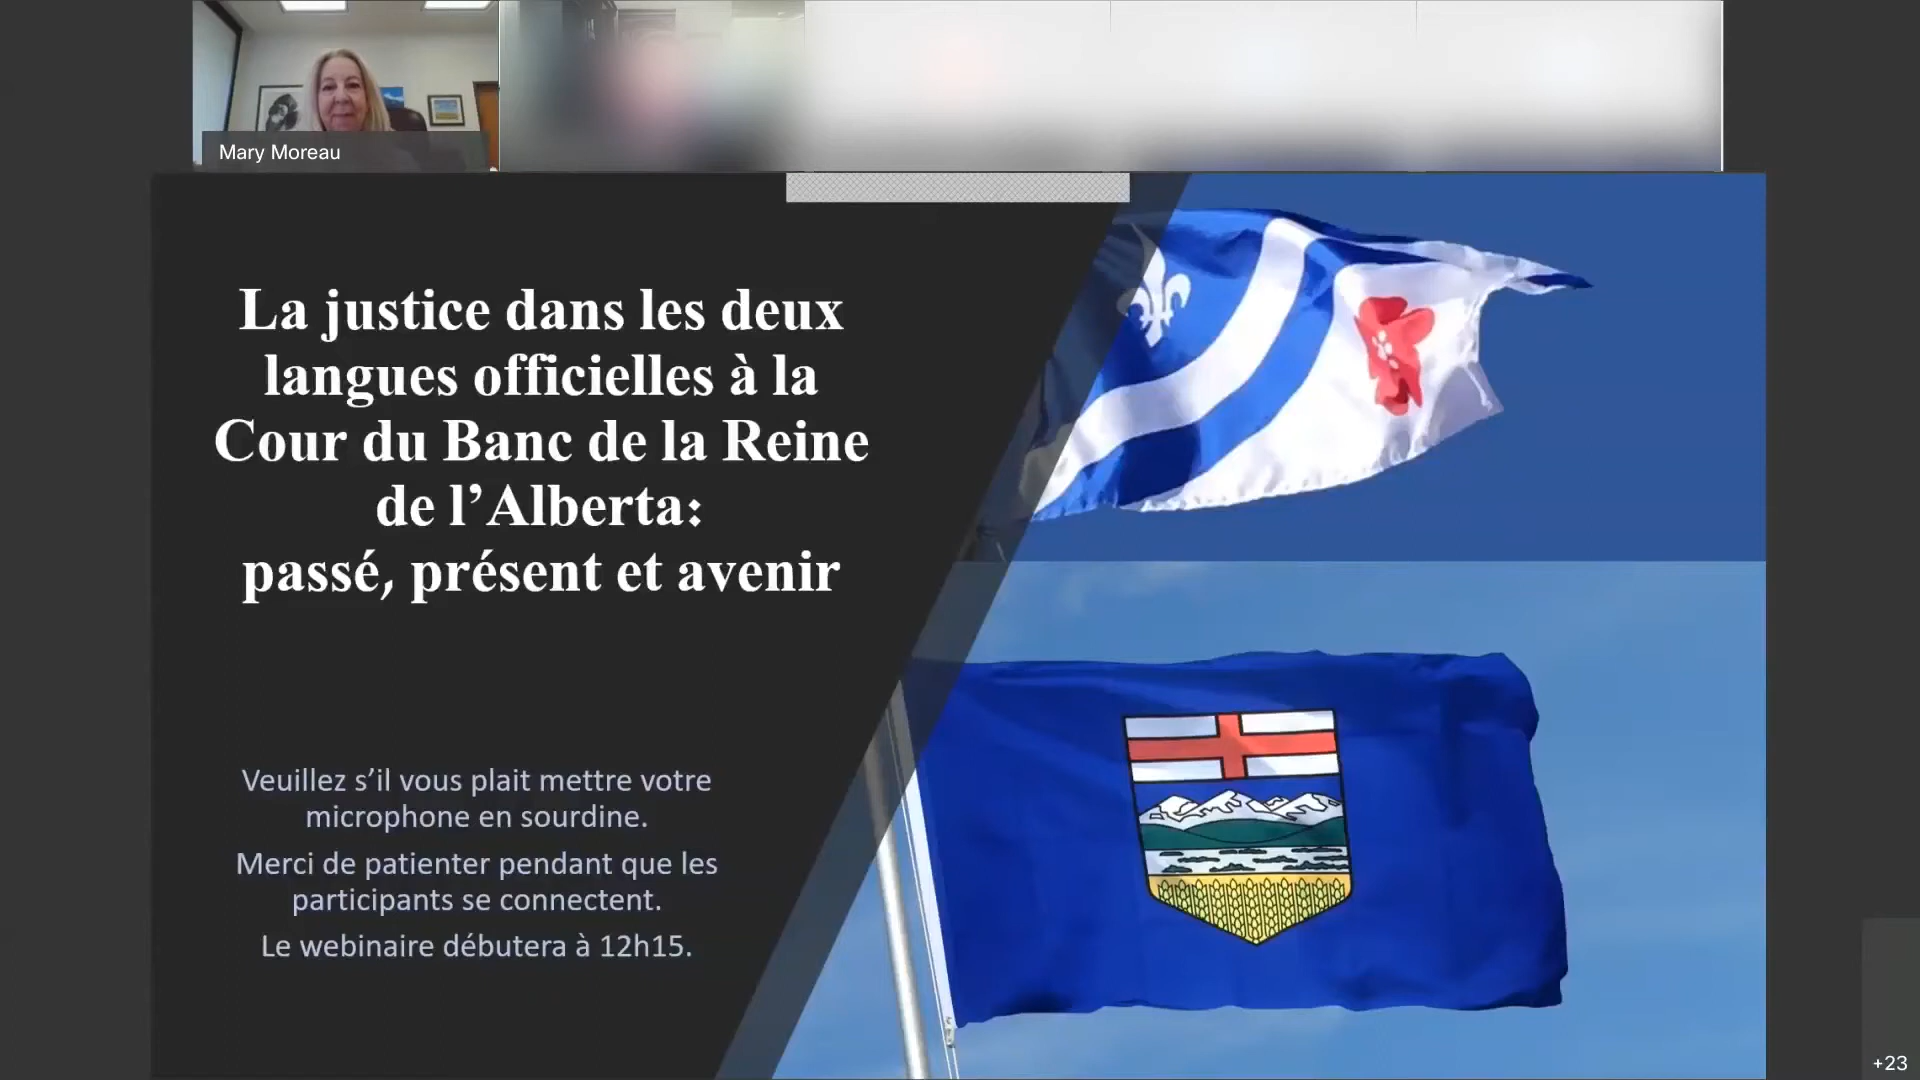 Mary Moreau
La justice dans les deux
langues officielles à la
Cour du Banc de la Reine
de l’Alberta:
passé, présent et avenir
Veuillez s’il vous plait mettre votre
microphone en sourdine.
Merci de patienter pendant que les
participants se connectent.
Le webinaire débutera à 12h15.
+23